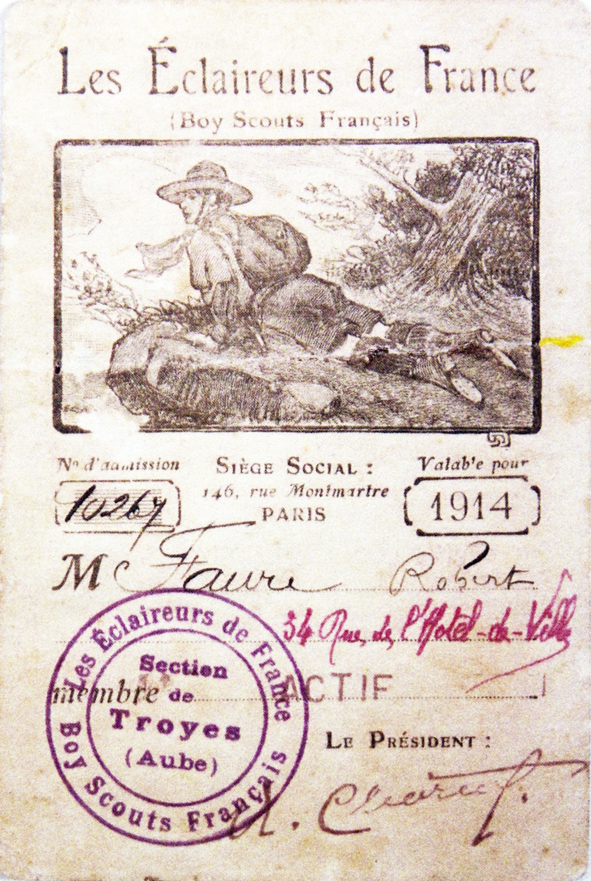 Les Éclaireurs de France
(Boy Scouts Français)
N° d'admission
10267
SIÈGE SOCIAL :
146, rue Montmartre
PARIS
Valable pour
1914
M Faure Robert
34 Rue de l'Hotel-de-Ville
membre ACTIF
LE PRÉSIDENT :
Les Éclaireurs de France
Section
de
Troyes
(Aube)
Boy Scouts Français